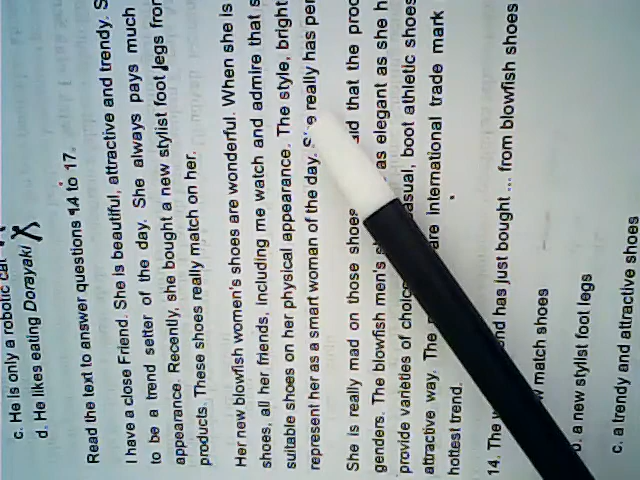 c. He is only a robotic cat
d. He likes eating Dorayaki
Read the text to answer questions 14 to 17.
I have a close Friend. She is beautiful, attractive and trendy. S
to be a trend setter of the day. She always pays much
appearance. Recently, she bought a new stylist foot legs from
products. These shoes really match on her.
Her new blowfish women's shoes are wonderful. When she is
shoes, all her friends, including me watch and admire that s
suitable shoes on her physical appearance. The style, bright
represent her as a smart woman of the day. She really has per
She is really mad on those shoes that the proc
genders. The blowfish men's as elegant as she h
provide varieties of choice asual, boot athletic shoes
attractive way. The are international trade mark
hottest trend.
14. The nd has just bought ... from blowfish shoes
match shoes
b. a new stylist foot legs
c. a trendy and attractive shoes